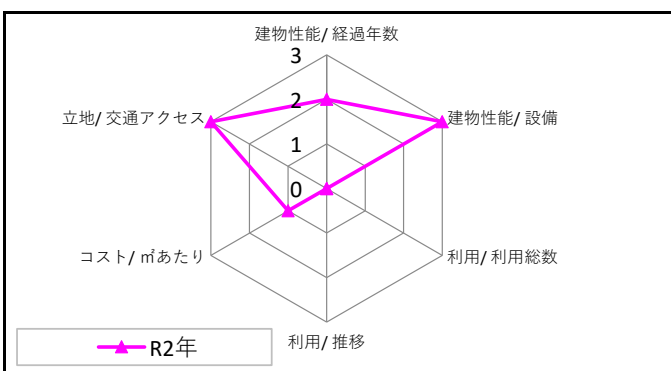 建物性能/ 経過年数
3
立地/ 交通アクセス
2
建物性能/ 設備
1
0
コスト/ ㎡あたり
利用/ 利用総数
R2年
利用/ 推移